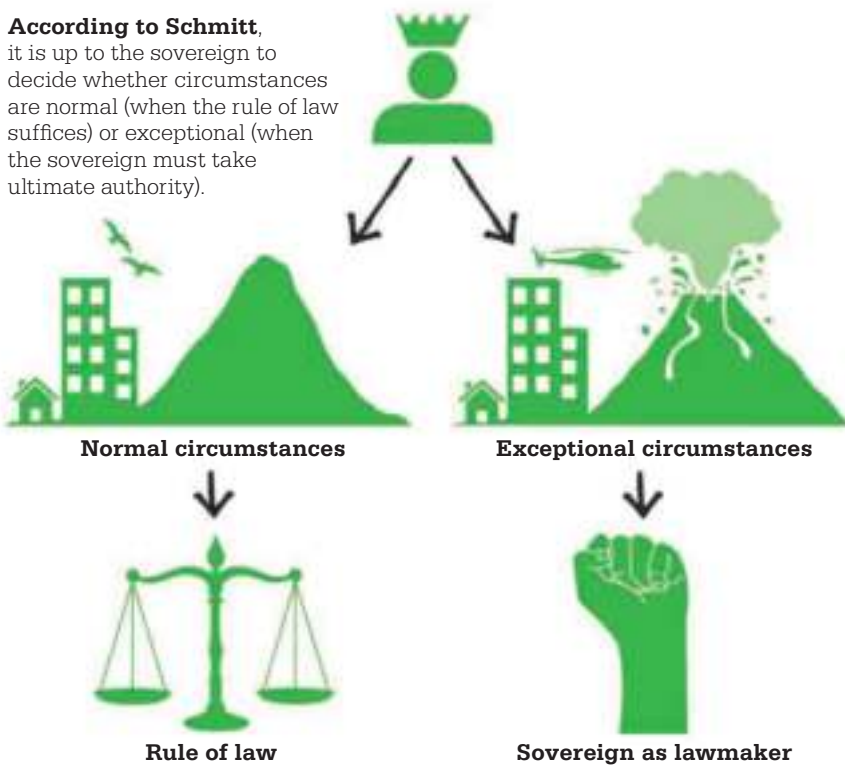 According to Schmitt,
it is up to the sovereign to
decide whether circumstances
are normal (when the rule of law
suffices) or exceptional (when
the sovereign must take
ultimate authority).
Normal circumstances
Exceptional circumstances
Rule of law
Sovereign as lawmaker